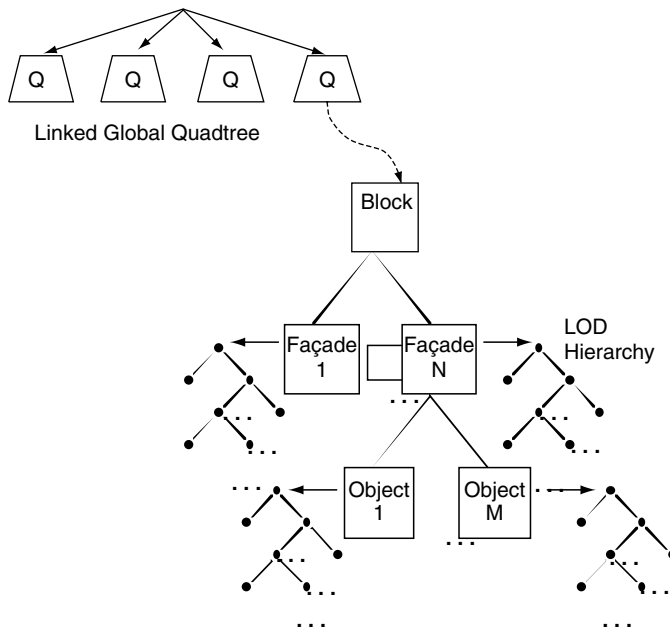 Q Q Q Q
Linked Global Quadtree
Block
LOD
Hierarchy
Façade
1
Façade
N
...
...
...
...
...
...
Object
1
Object
M
...
...
...
...
...
...
...
...